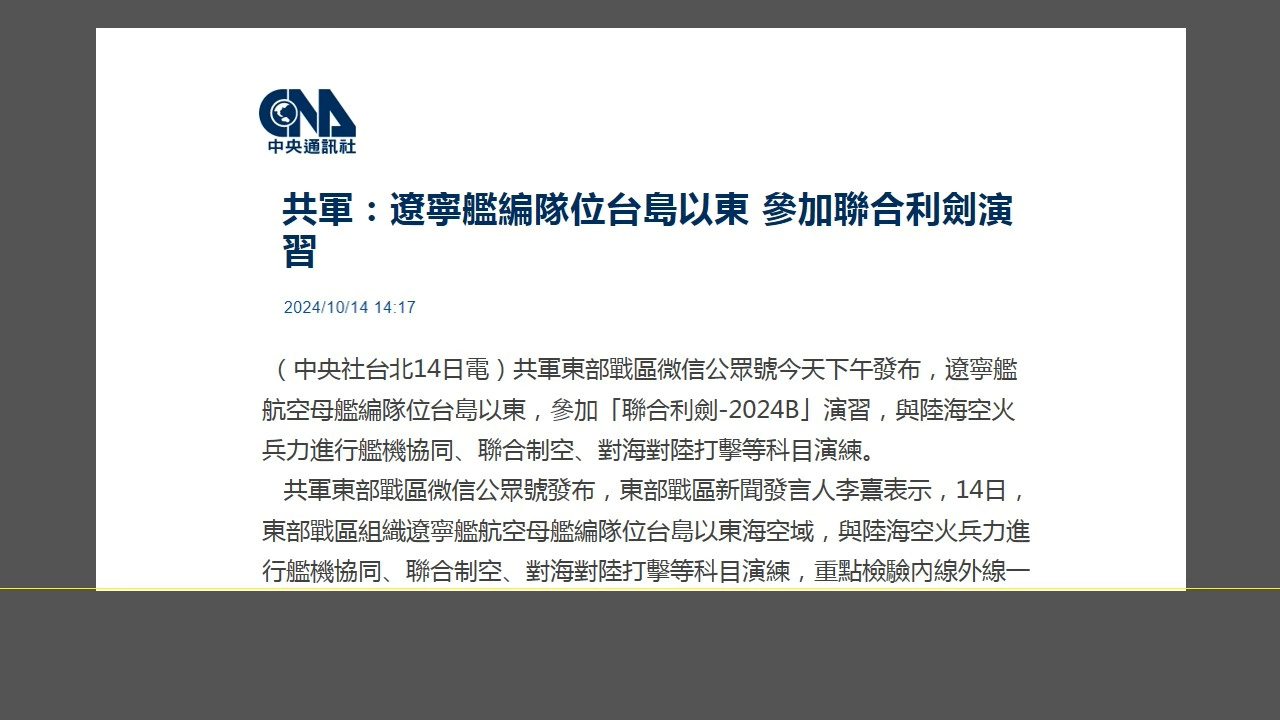 CNA
中央通訊社
共軍：遼寧艦編隊位台島以東 參加聯合利劍演
習
2024/10/14 14:17
（中央社台北14日電）共軍東部戰區微信公眾號今天下午發布，遼寧艦
航空母艦編隊位台島以東，參加「聯合利劍-2024B」演習，與陸海空火
兵力進行艦機協同、聯合制空、對海對陸打擊等科目演練。
共軍東部戰區微信公眾號發布，東部戰區新聞發言人李熹表示，14日，
東部戰區組織遼寧艦航空母艦編隊位台島以東海空域，與陸海空火兵力進
行艦機協同、聯合制空、對海對陸打擊等科目演練，重點檢驗內線外線一